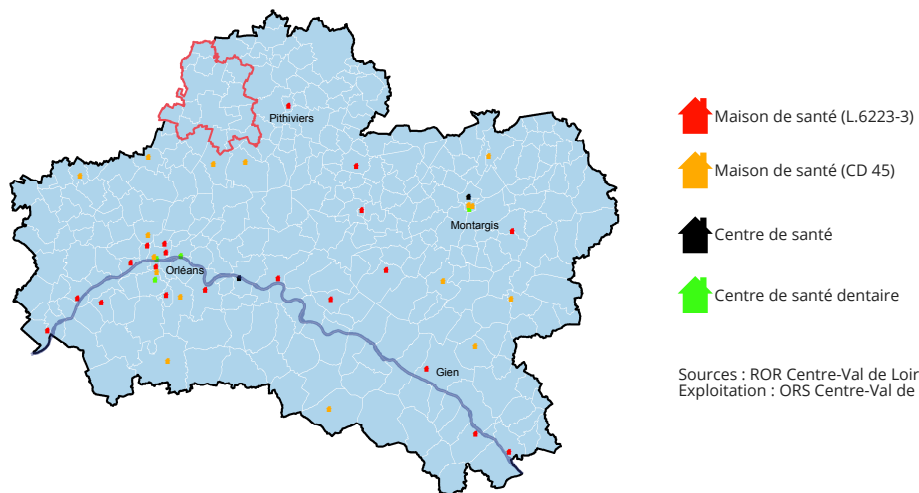 Pithiviers
Montargis
Orléans
Gien
Maison de santé (L.6223-3)
Maison de santé (CD 45)
Centre de santé
Centre de santé dentaire
Sources : ROR Centre-Val de Loir
Exploitation : ORS Centre-Val de